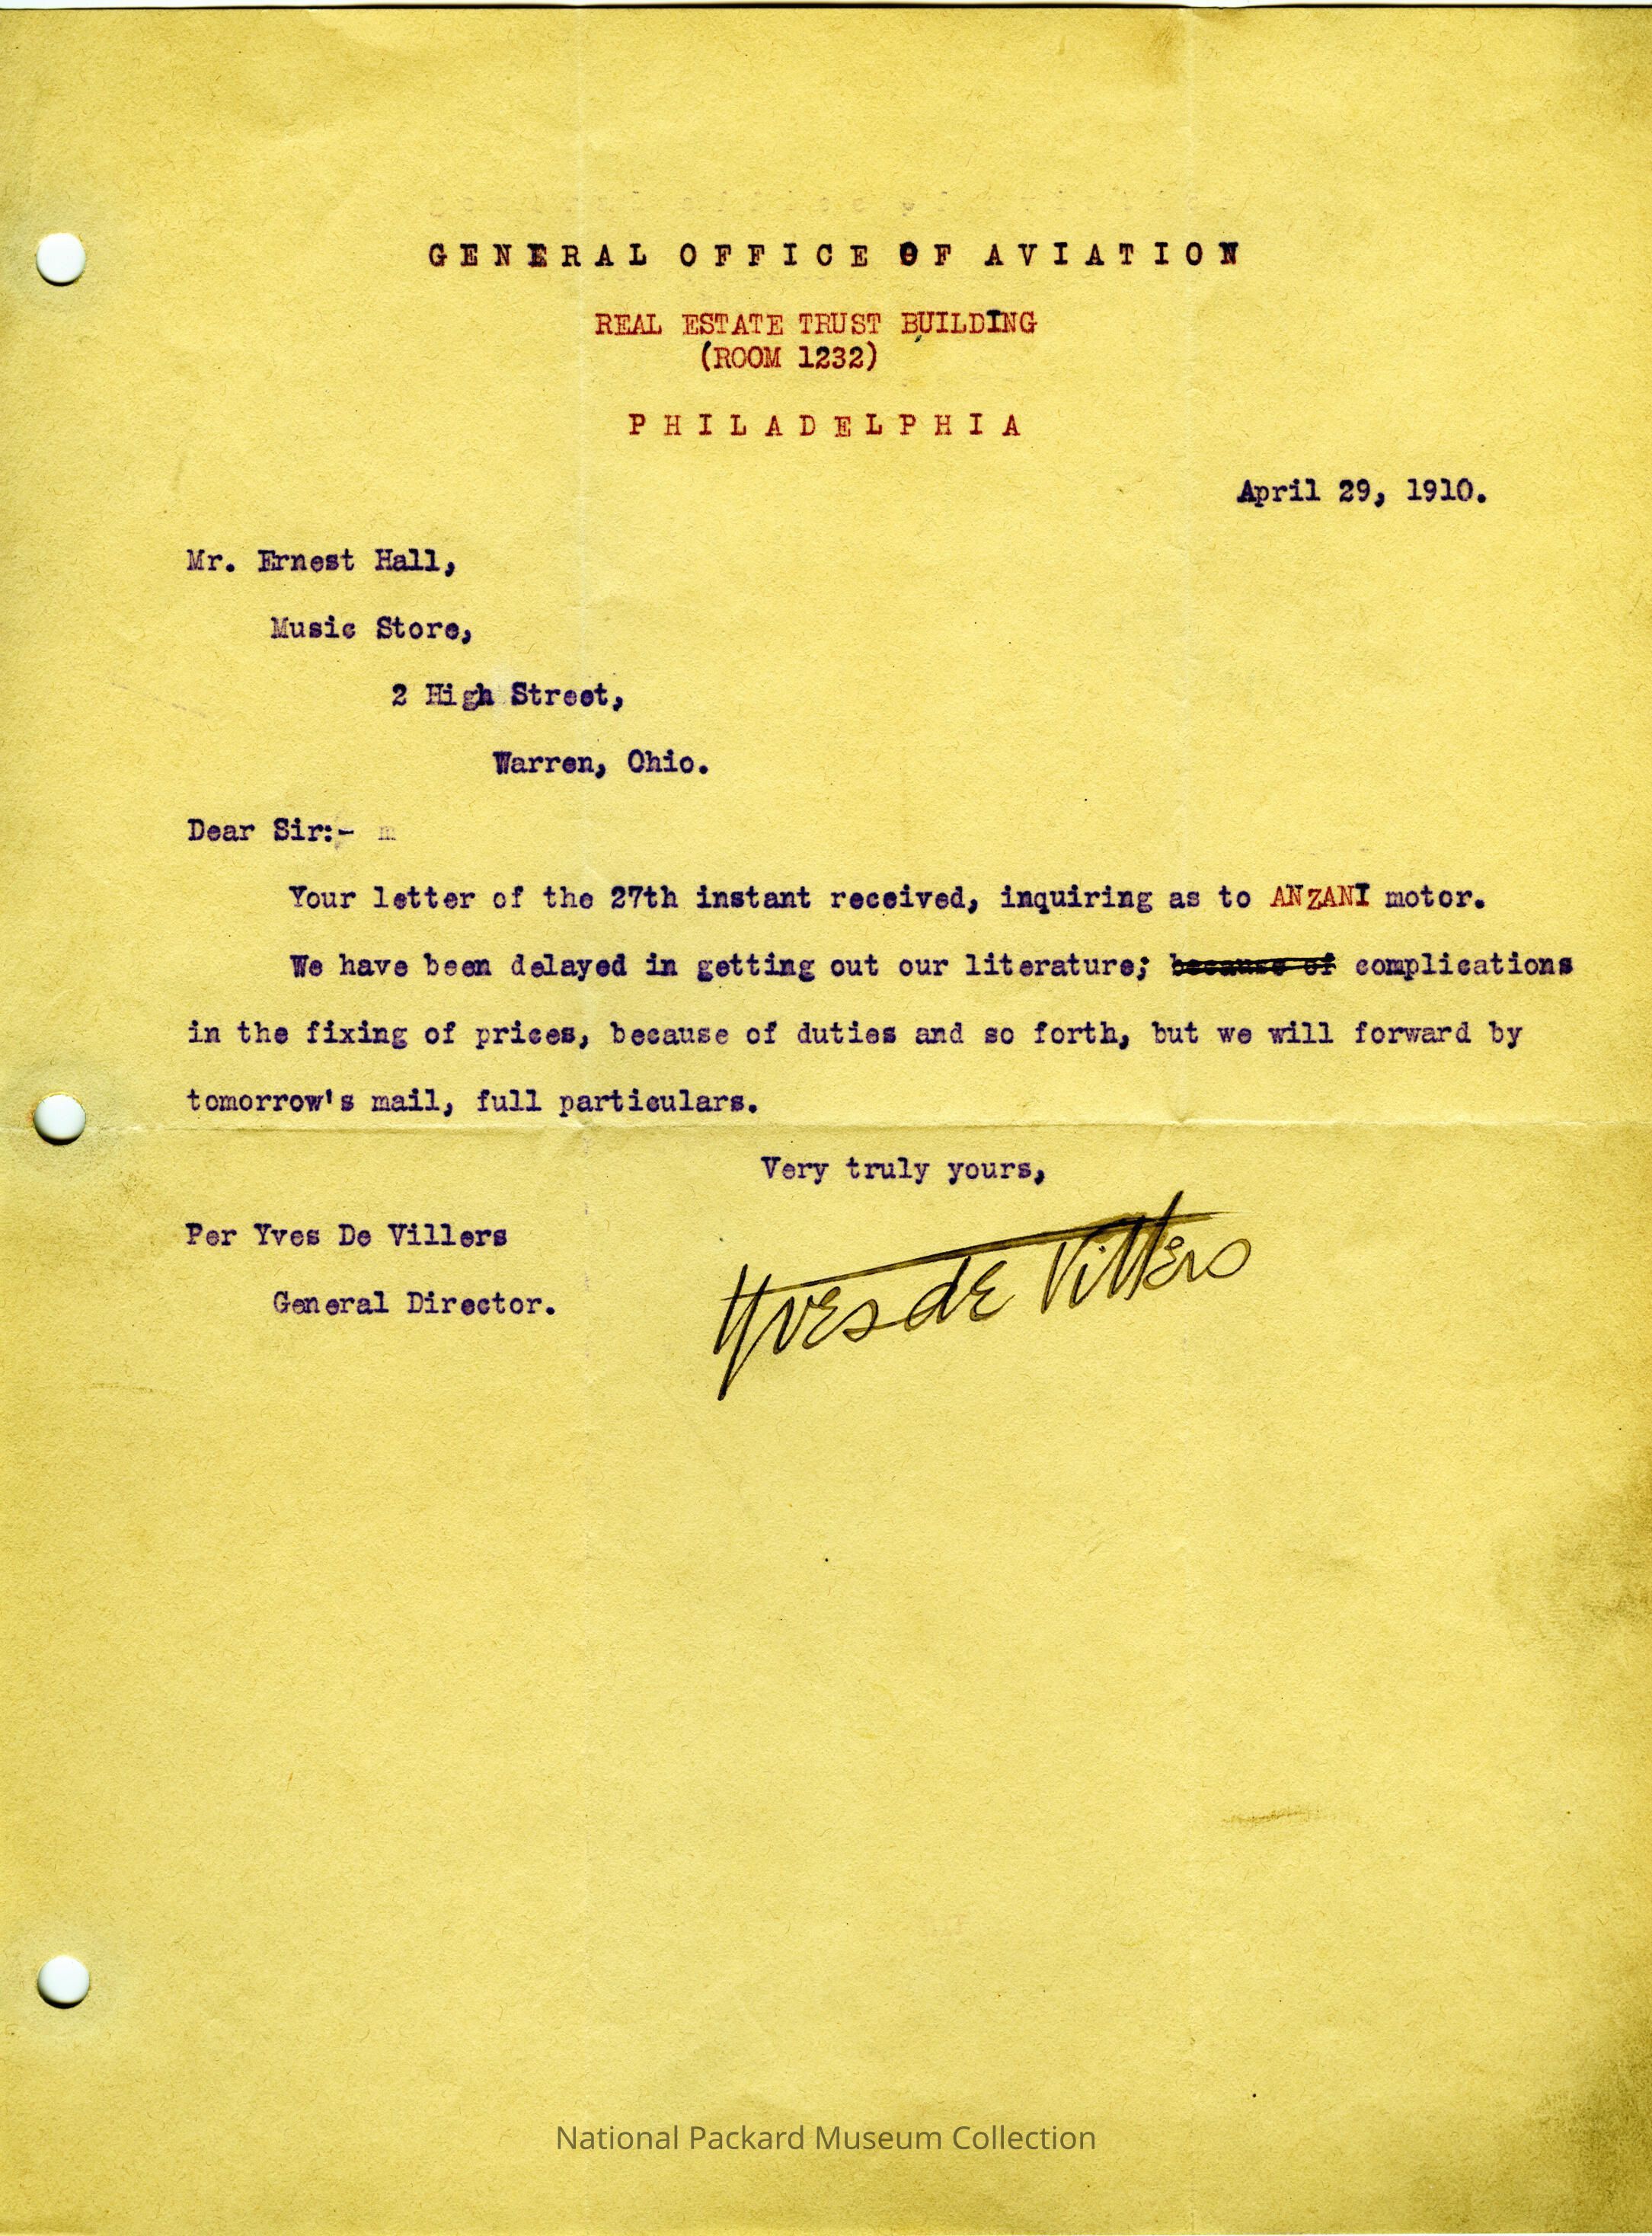 GENERAL OFFICE OF AVIATION
REAL ESTATE TRUST BUILDING
(ROOM 1232)
PHILADELPHIA
April 29, 1910.
Mr. Ernest Hall,
Music Store,
2 High Street,
Warren, Ohio.
Dear Sir:- m
Your letter of the 27th instant received, inquiring as to ANZANI motor.
We have been delayed in getting out our literature; because of complications
in the fixing of prices, because of duties and so forth, but we will forward by
tomorrow's mail, full particulars.
Very truly yours,
Per Yves De Villers
General Director.
Yves de Villers
National Packard Museum Collection